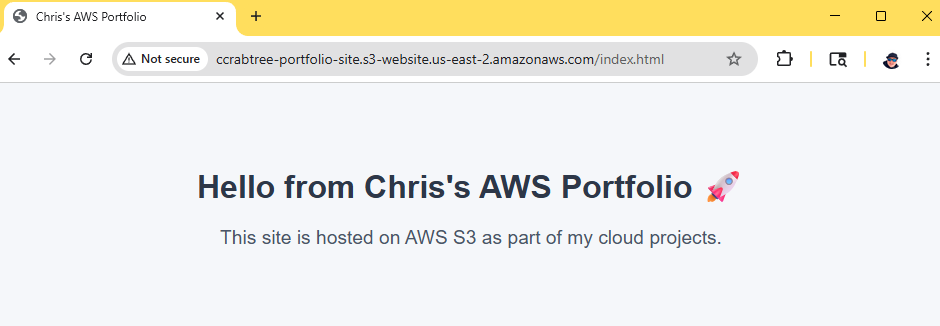 Chris's AWS Portfolio
Not secure
ccrabtree-portfolio-site.s3-website.us-east-2.amazonaws.com/index.html
Hello from Chris's AWS Portfolio 🚀
This site is hosted on AWS S3 as part of my cloud projects.